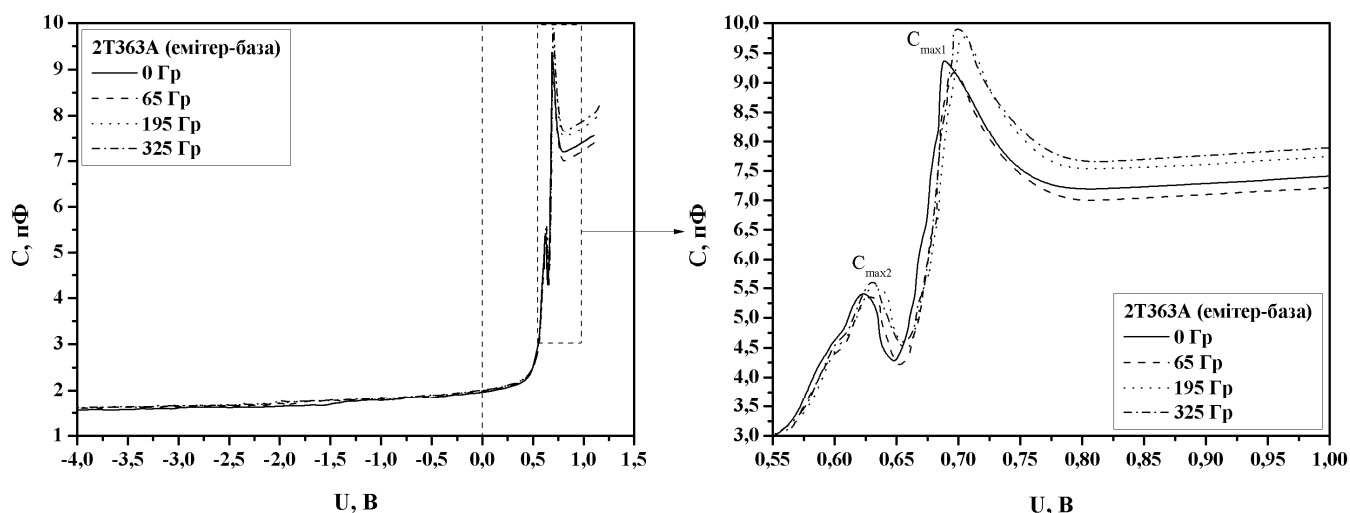 10
9
8
7
6
5
4
3
2
1
C, пФ
2Т363А (емітер-база)
0 Гр
65 Гр
195 Гр
325 Гр
-4,0 -3,5 -3,0 -2,5 -2,0 -1,5 -1,0 -0,5 0,0 0,5 1,0 1,5
U, В
10,0
9,5
9,0
8,5
8,0
7,5
7,0
6,5
6,0
5,5
5,0
4,5
4,0
3,5
3,0
C, пФ
Cmax1
Cmax2
2Т363А (емітер-база)
0 Гр
65 Гр
195 Гр
325 Гр
0,55 0,60 0,65 0,70 0,75 0,80 0,85 0,90 0,95 1,00
U, В